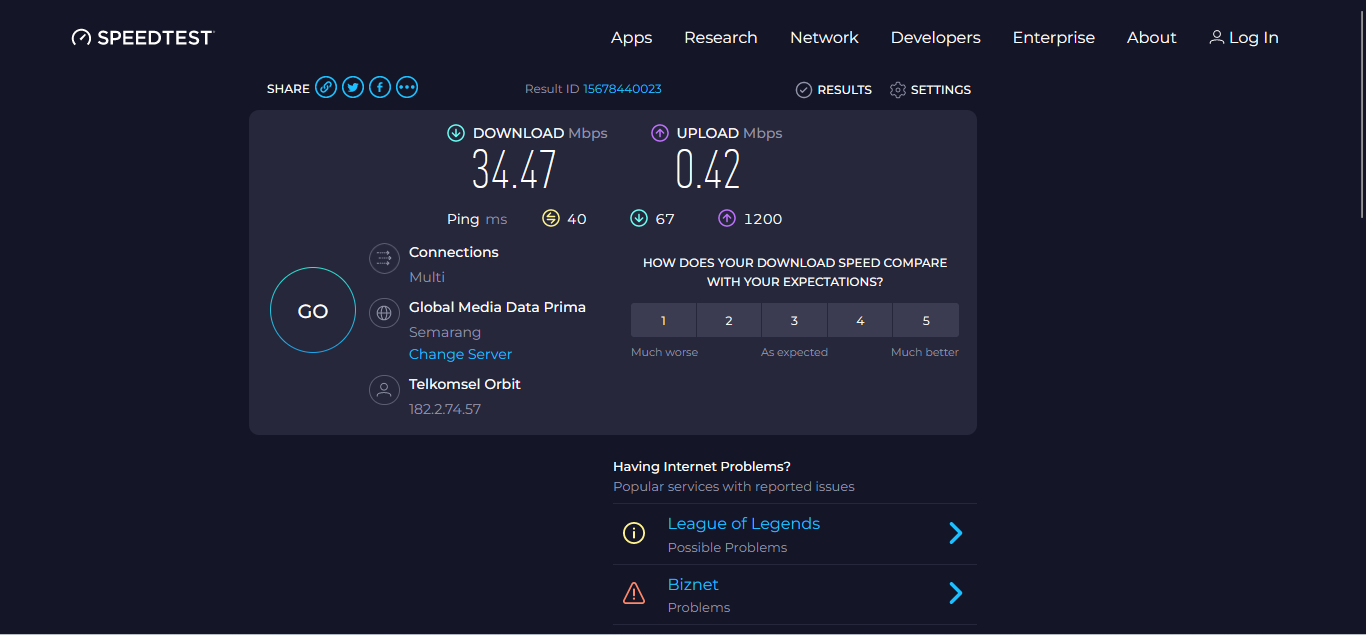 SPEEDTEST
Apps Research Network Developers Enterprise About Log In
SHARE
Result ID 15678440023
RESULTS SETTINGS
DOWNLOAD Mbps
34.47
UPLOAD Mbps
0.42
Ping ms 40 67 1200
GO
Connections
Multi
Global Media Data Prima
Semarang
Change Server
Telkomsel Orbit
182.2.74.57
HOW DOES YOUR DOWNLOAD SPEED COMPARE
WITH YOUR EXPECTATIONS?
1 2 3 4 5
Much worse As expected Much better
Having Internet Problems?
Popular services with reported issues
League of Legends
Possible Problems
Biznet
Problems